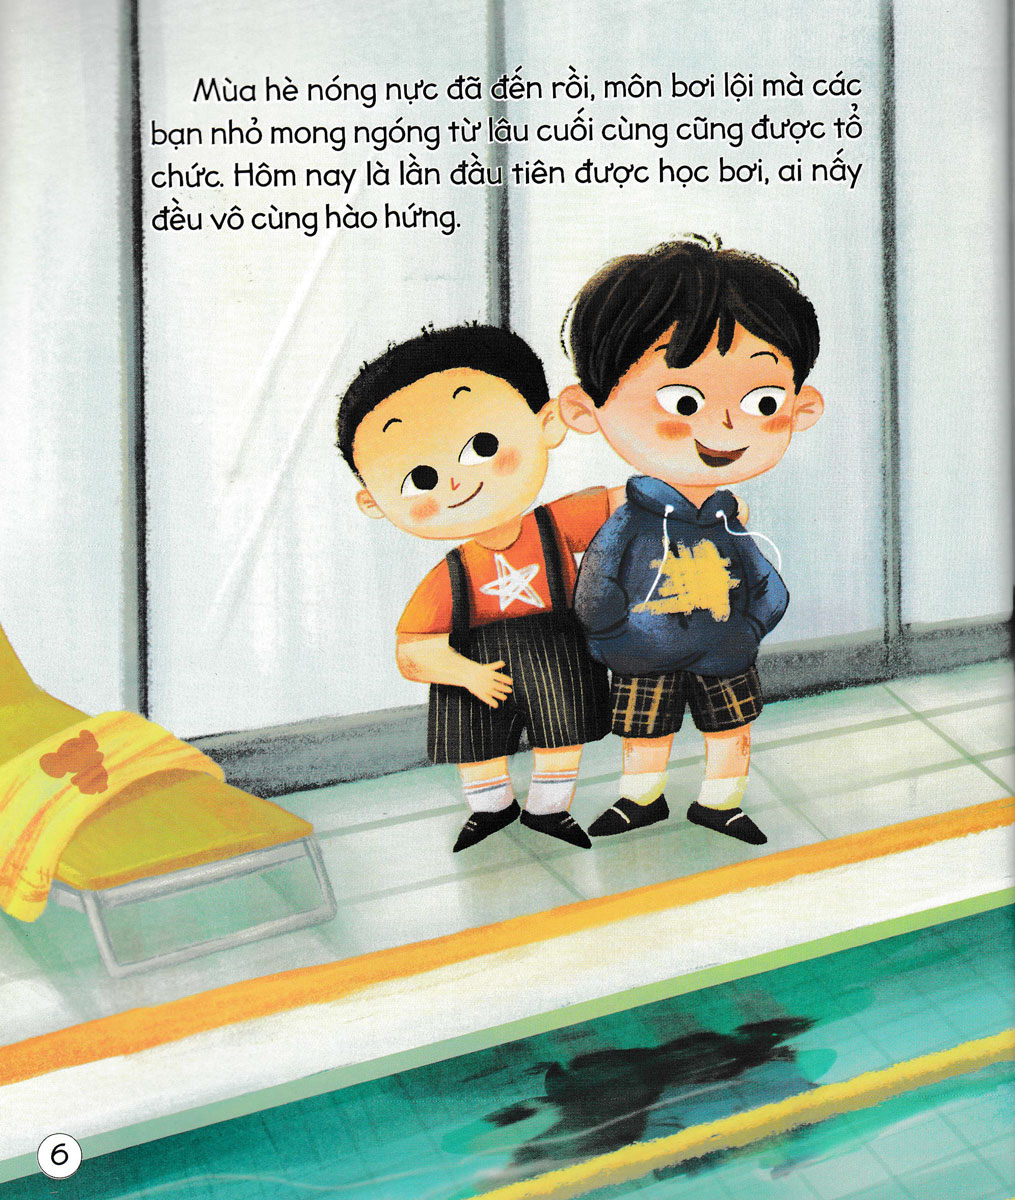 Mùa hè nóng nực đã đến rồi, môn bơi lội mà các
bạn nhỏ mong ngóng từ lâu cuối cùng cũng được tổ
chức. Hôm nay là lần đầu tiên được học bơi, ai nấy
đều vô cùng hào hứng.
6